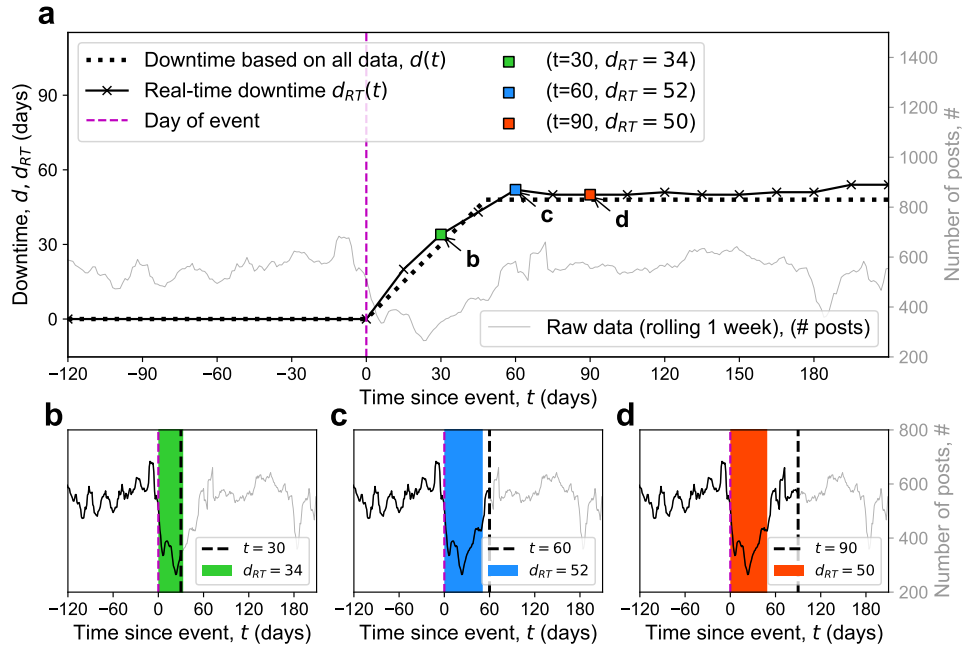 a
Downtime based on all data, d(t)
Real-time downtime d_RT(t)
Day of event
(t=30, d_RT = 34)
(t=60, d_RT = 52)
(t=90, d_RT = 50)
Downtime, d, d_RT (days)
90
60
30
0
Number of posts, #
1400
1200
1000
800
600
400
200
b
c
d
Raw data (rolling 1 week), (# posts)
−120 −90 −60 −30 0 30 60 90 120 150 180
Time since event, t (days)
b
t = 30
d_RT = 34
−120 −60 0 60 120 180
Time since event, t (days)
c
t = 60
d_RT = 52
−120 −60 0 60 120 180
Time since event, t (days)
d
t = 90
d_RT = 50
−120 −60 0 60 120 180
Time since event, t (days)
800
600
400
200
Number of posts, #